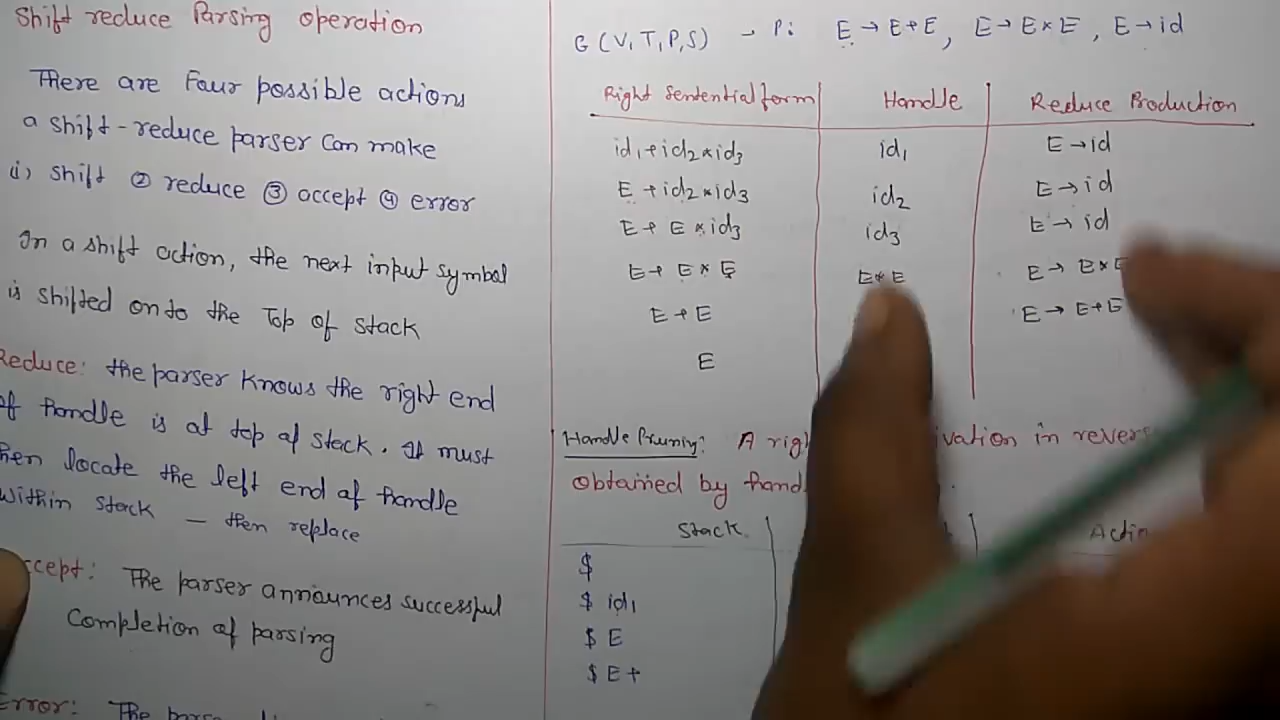 Shift reduce Parsing operation
There are Four possible actions
a shift-reduce parser can make
(i) shift ② reduce ③ accept ④ error
In a shift action, the next input symbol
is shifted onto the Top of stack
Reduce: the parser knows the right end
of handle is at top of stack. It must
then locate the left end of handle
within stack — then replace
ccept: The parser announces successful
Completion of parsing
Error: The
G(V,T,P,S) → P: E → E+E, E → E×E, E → id
Right Sentential form Handle Reduce Production
id₁+id₂*id₃ id₁ E → id
E +id₂*id₃ id₂ E → id
E + E *id₃ id₃ E → id
E + E * E E*E E → E*E
E + E E → E+E
E
Handle Pruning: A ivation in
Obtained by
Stack
$
$ id₁
$ E
$ E+